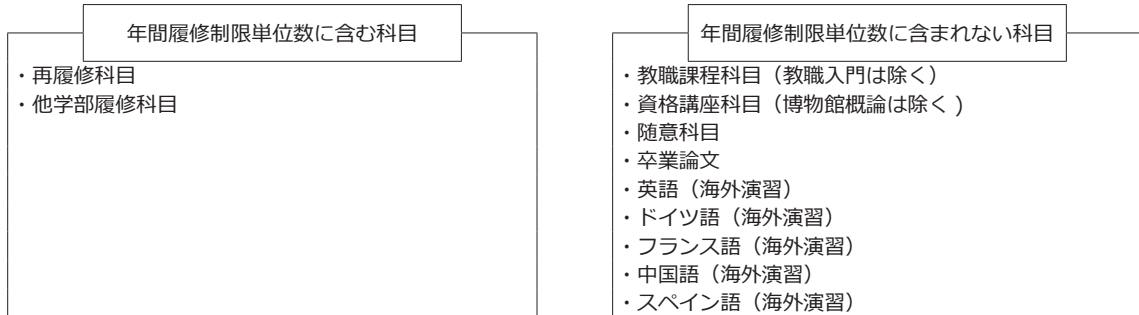 年間履修制限単位数に含む科目
・再履修科目
・他学部履修科目
年間履修制限単位数に含まれない科目
・教職課程科目（教職入門は除く）
・資格講座科目（博物館概論は除く )
・随意科目
・卒業論文
・英語（海外演習）
・ドイツ語（海外演習）
・フランス語（海外演習）
・中国語（海外演習）
・スペイン語（海外演習）